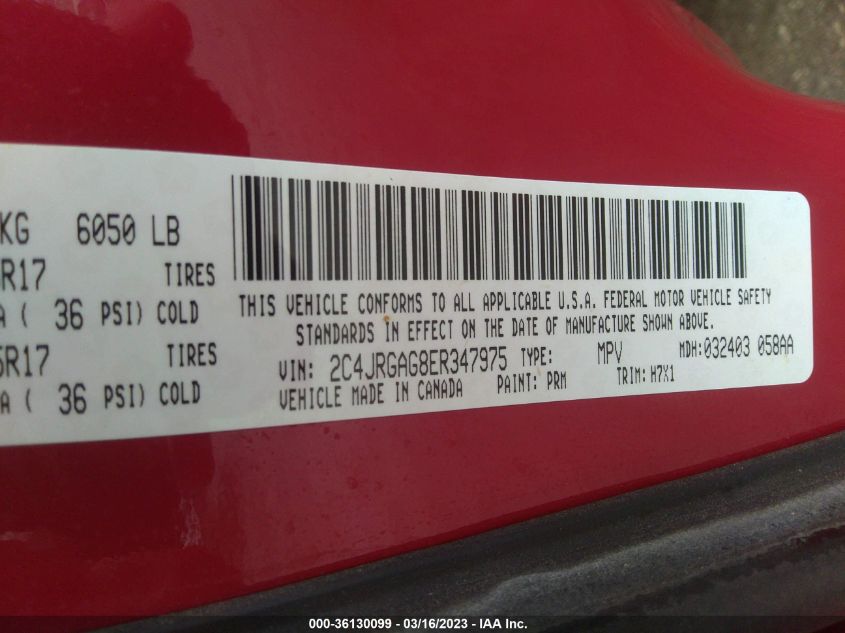 KG 6050 LB
R17 TIRES
A ( 36 PSI) COLD
5R17 TIRES
A ( 36 PSI) COLD
THIS VEHICLE CONFORMS TO ALL APPLICABLE U.S.A. FEDERAL MOTOR VEHICLE SAFETY
STANDARDS IN EFFECT ON THE DATE OF MANUFACTURE SHOWN ABOVE.
VIN: 2C4JRGAG8ER347975 TYPE: MPV MDH:032403 058AA
VEHICLE MADE IN CANADA PAINT: PRM TRIM: H7X1
000-36130099 - 03/16/2023 - IAA Inc.